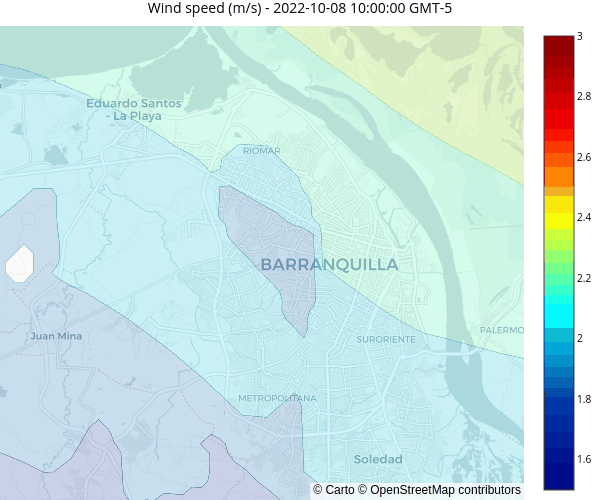 Wind speed (m/s) - 2022-10-08 10:00:00 GMT-5
3
2.8
2.6
2.4
2.2
2
1.8
1.6
Eduardo Santos
- La Playa
RIOMAR
BARRANQUILLA
PALERMO
Juan Mina
SURORIENTE
METROPOLITANA
Soledad
© Carto © OpenStreetMap contributors